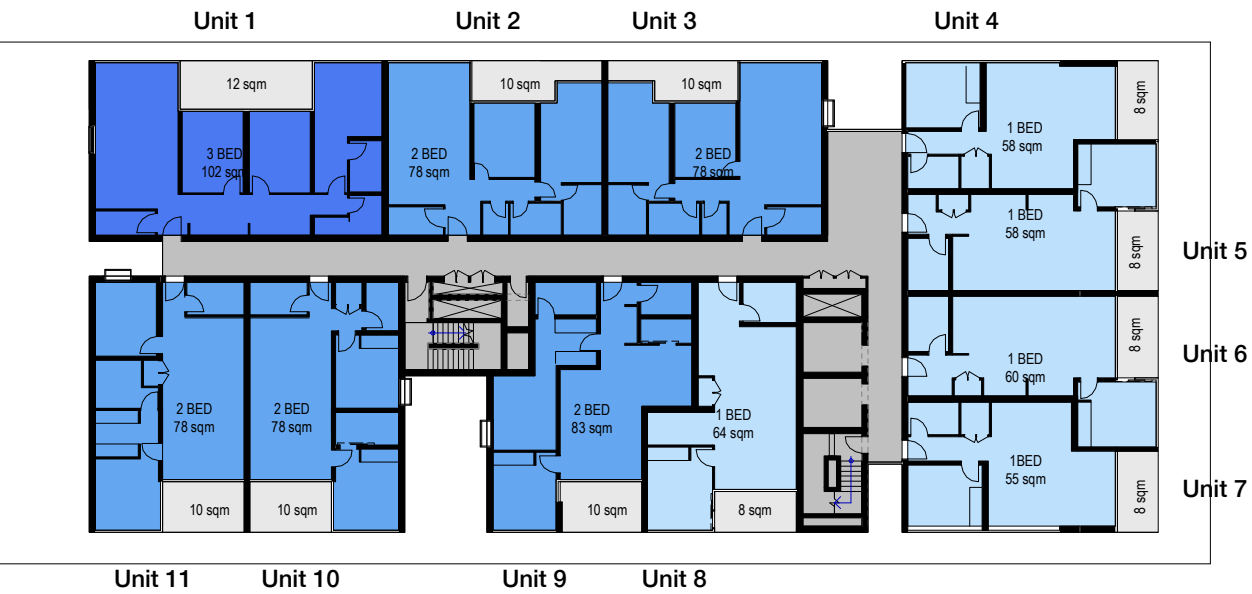 Unit 1
Unit 2
Unit 3
Unit 4
12 sqm
10 sqm
10 sqm
8 sqm
3 BED
102 sqm
2 BED
78 sqm
2 BED
78 sqm
1 BED
58 sqm
1 BED
58 sqm
8 sqm
Unit 5
1 BED
60 sqm
8 sqm
Unit 6
2 BED
78 sqm
2 BED
78 sqm
2 BED
83 sqm
1 BED
64 sqm
1BED
55 sqm
8 sqm
Unit 7
10 sqm
10 sqm
10 sqm
8 sqm
Unit 11
Unit 10
Unit 9
Unit 8